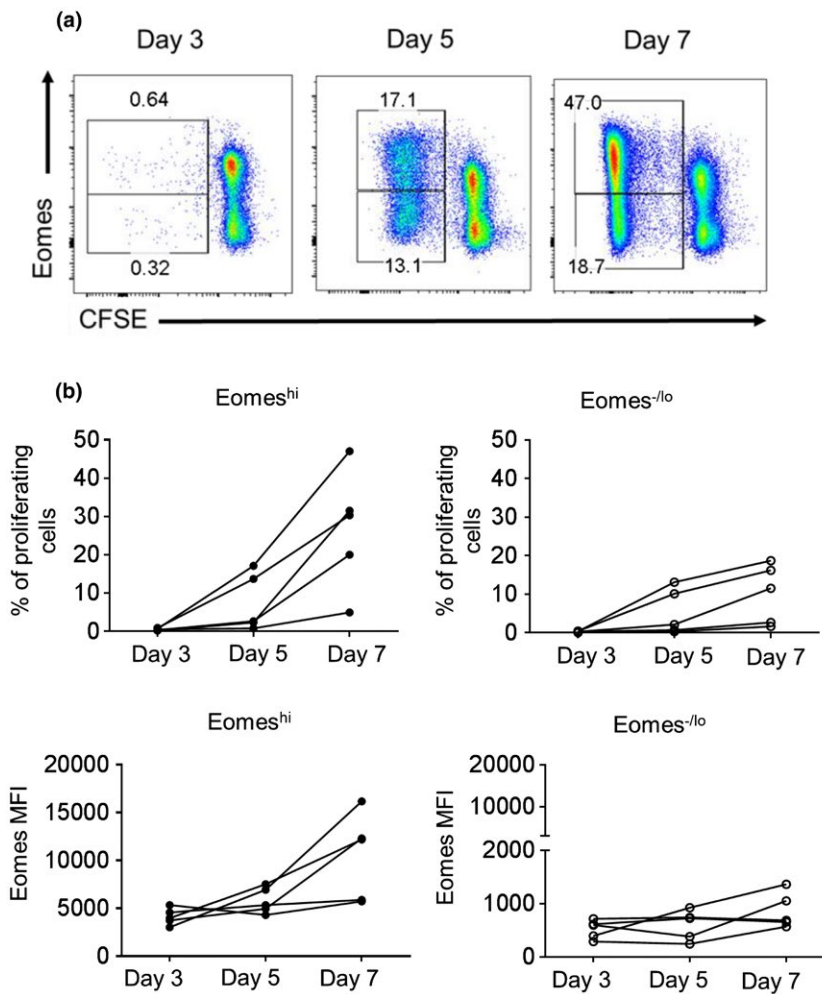 (a)
Day 3 Day 5 Day 7
0.64 17.1 47.0
0.32 13.1 18.7
Eomes
CFSE
(b)
Eomeshi Eomes-/lo
50 50
40 40
30 30
20 20
10 10
0 0
% of proliferating
cells
% of proliferating
cells
Day 3 Day 5 Day 7 Day 3 Day 5 Day 7
Eomeshi Eomes-/lo
20000 20000
15000 10000
10000 2000
5000 1000
0 0
Eomes MFI Eomes MFI
Day 3 Day 5 Day 7 Day 3 Day 5 Day 7